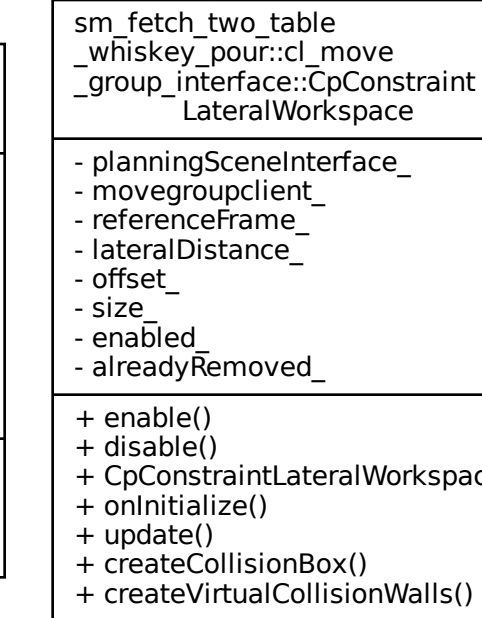 sm_fetch_two_table
_whiskey_pour::cl_move
_group_interface::CpConstraint
LateralWorkspace
- planningSceneInterface_
- movegroupclient_
- referenceFrame_
- lateralDistance_
- offset_
- size_
- enabled_
- alreadyRemoved_
+ enable()
+ disable()
+ CpConstraintLateralWorkspac
+ onInitialize()
+ update()
+ createCollisionBox()
+ createVirtualCollisionWalls()